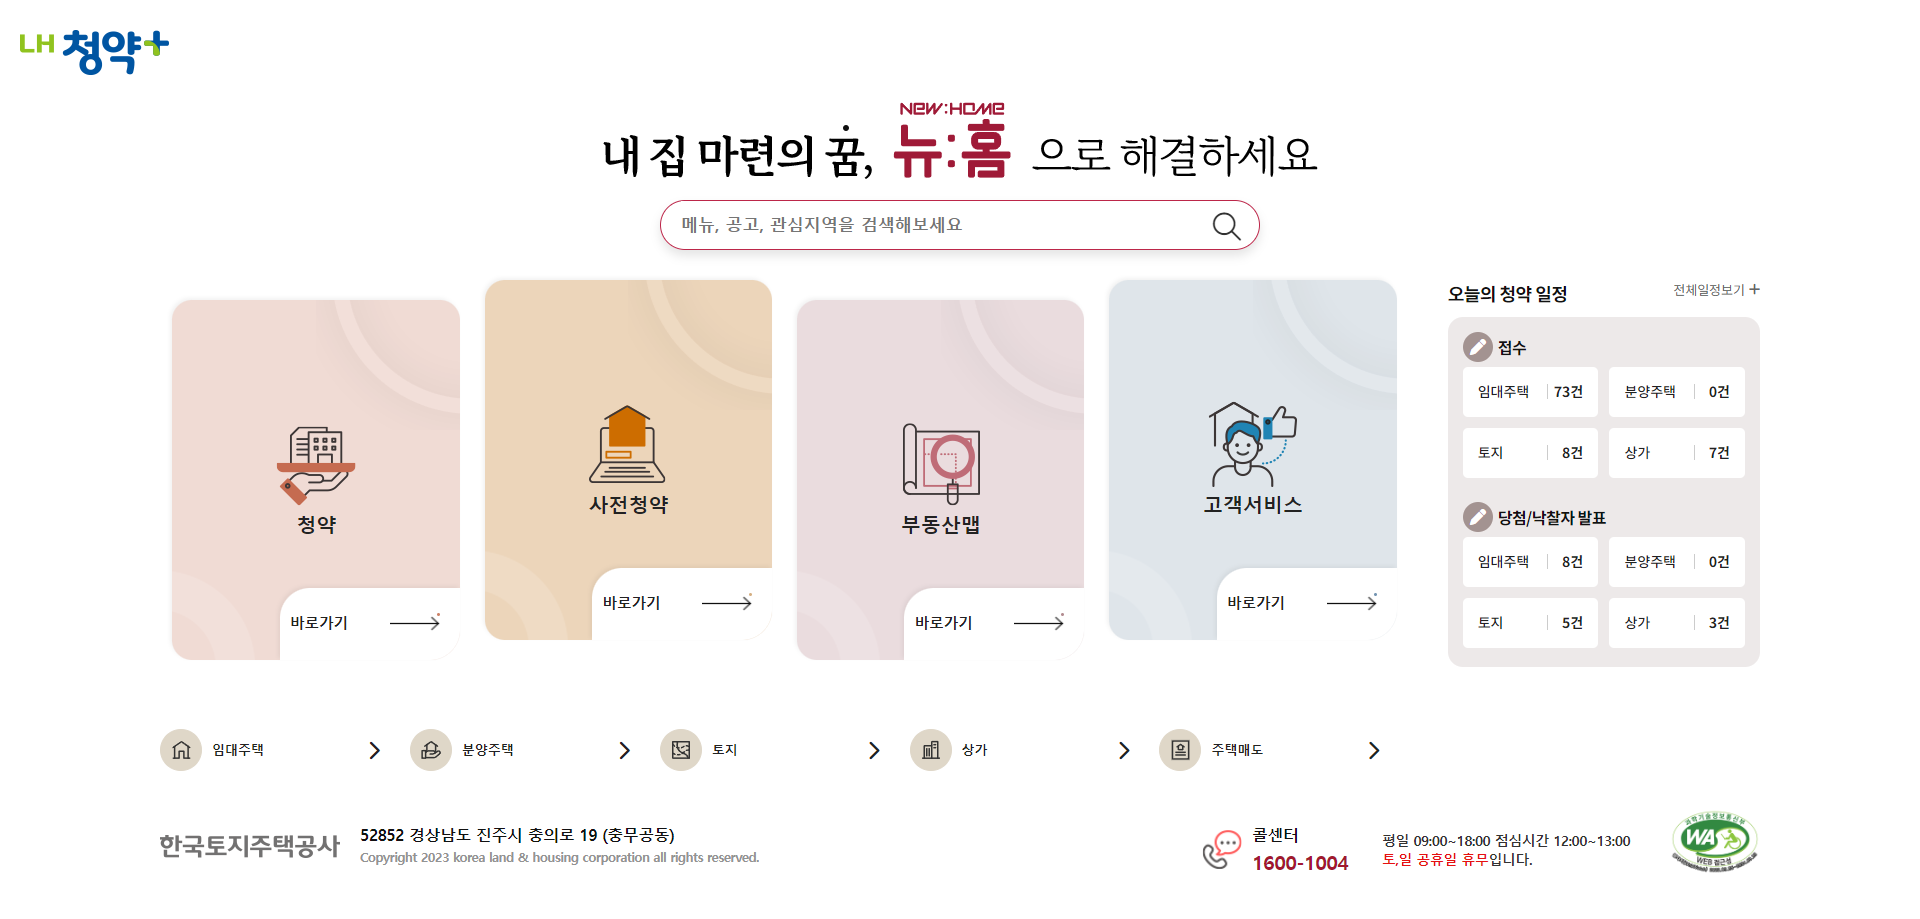 LH 청약+
NEW:HOME
내 집 마련의 꿈, 뉴:홈 으로 해결하세요
메뉴, 공고, 관심지역을 검색해보세요
청약
바로가기
사전청약
바로가기
부동산맵
바로가기
고객서비스
바로가기
오늘의 청약 일정
전체일정보기 +
접수
임대주택 73건
분양주택 0건
토지 8건
상가 7건
당첨/낙찰자 발표
임대주택 8건
분양주택 0건
토지 5건
상가 3건
임대주택
분양주택
토지
상가
주택매도
한국토지주택공사
52852 경상남도 진주시 충의로 19 (충무공동)
Copyright 2023 korea land & housing corporation all rights reserved.
콜센터
1600-1004
평일 09:00~18:00 점심시간 12:00~13:00
토,일 공휴일 휴무입니다.
과학기술정보통신부
WA
WEB 접근성